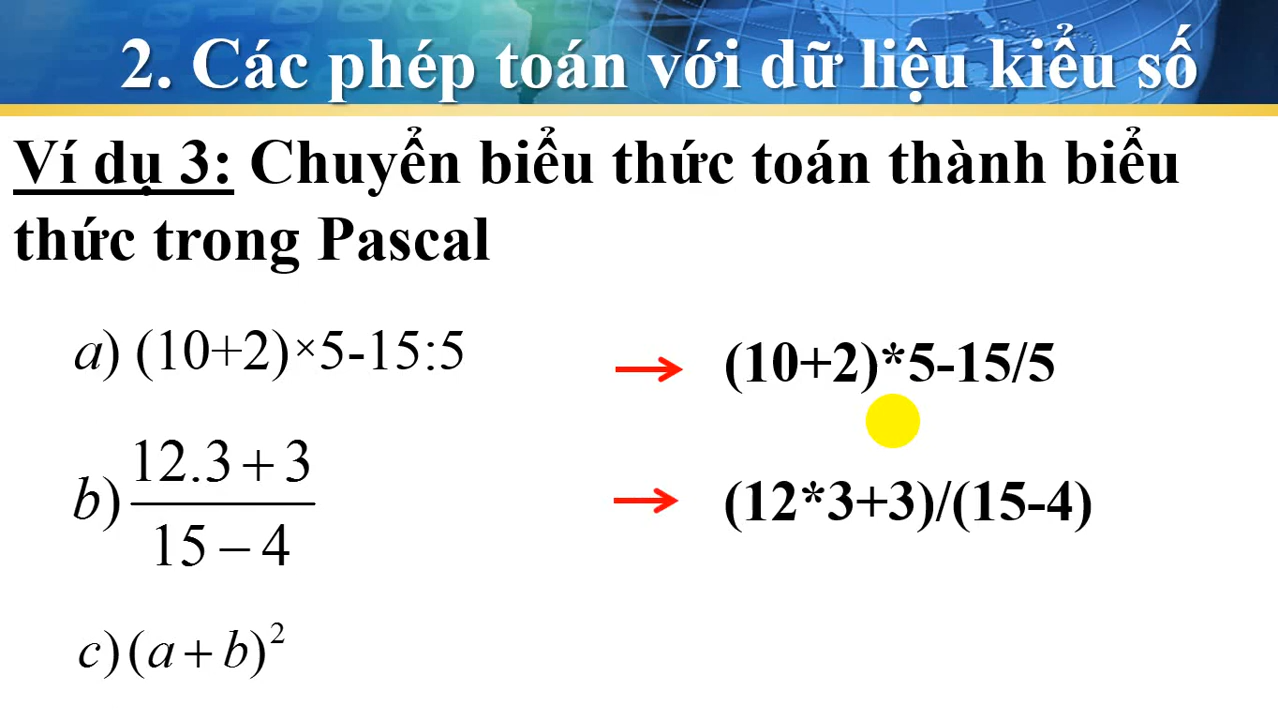 2. Các phép toán với dữ liệu kiểu số
Ví dụ 3: Chuyển biểu thức toán thành biểu
thức trong Pascal
a) (10+2)×5-15:5 → (10+2)*5-15/5
b) \frac{12.3+3}{15-4} → (12*3+3)/(15-4)
c) (a+b)²